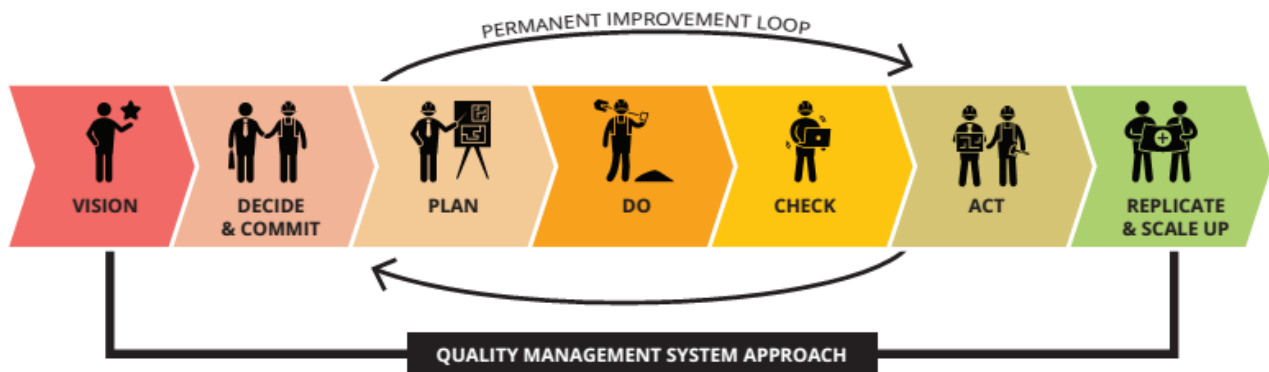 PERMANENT IMPROVEMENT LOOP
VISION
DECIDE
& COMMIT
PLAN
DO
CHECK
ACT
REPLICATE
& SCALE UP
QUALITY MANAGEMENT SYSTEM APPROACH